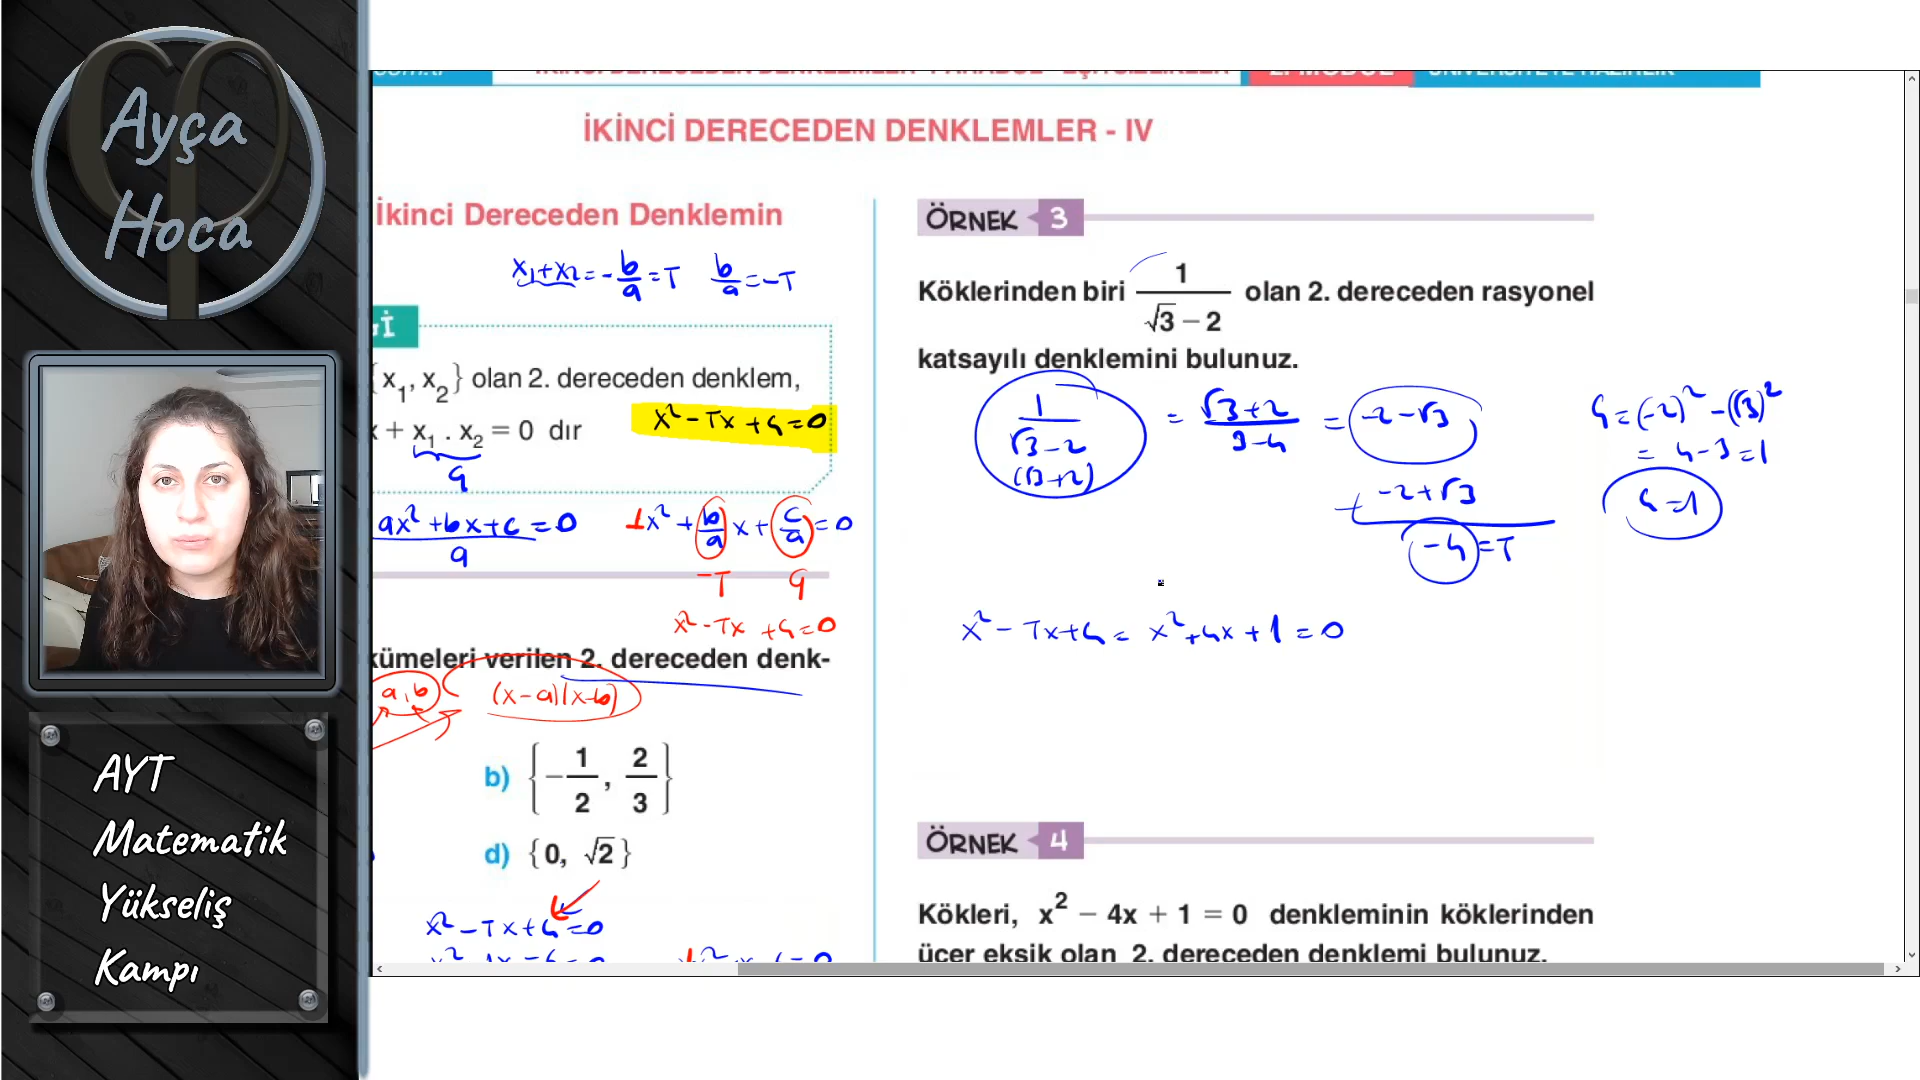 Ayça
Hoca
AYT
Matematik
Yükseliş
Kampı
İKİNCİ DERECEDEN DENKLEMLER - IV
İkinci Dereceden Denklemin
x₁+x₂=-b/a=T b/a=-T
{x₁, x₂} olan 2. dereceden denklem,
x²-Tx+Ç=0
x + x₁ . x₂ = 0 dır
Ç
ax²+bx+c=0
a
1x²+b/a x+c/a=0
-T Ç
x²-Tx+Ç=0
kümeleri verilen 2. dereceden denk-
a,b (x-a)(x-b)
b) {-1/2, 2/3}
d) {0, √2}
x²-Tx+Ç=0
ÖRNEK 3
Köklerinden biri 1/(√3 - 2) olan 2. dereceden rasyonel
katsayılı denklemini bulunuz.
1/(√3-2) = (√3+2)/(3-4) = -2-√3
(√3+2)
-2+√3
+
-4=T
Ç=(-2)²-(√3)²
= 4-3=1
Ç=1
x²-Tx+Ç= x²+4x+1=0
ÖRNEK 4
Kökleri, x² - 4x + 1 = 0 denkleminin köklerinden
üçer eksik olan 2. dereceden denklemi bulunuz.